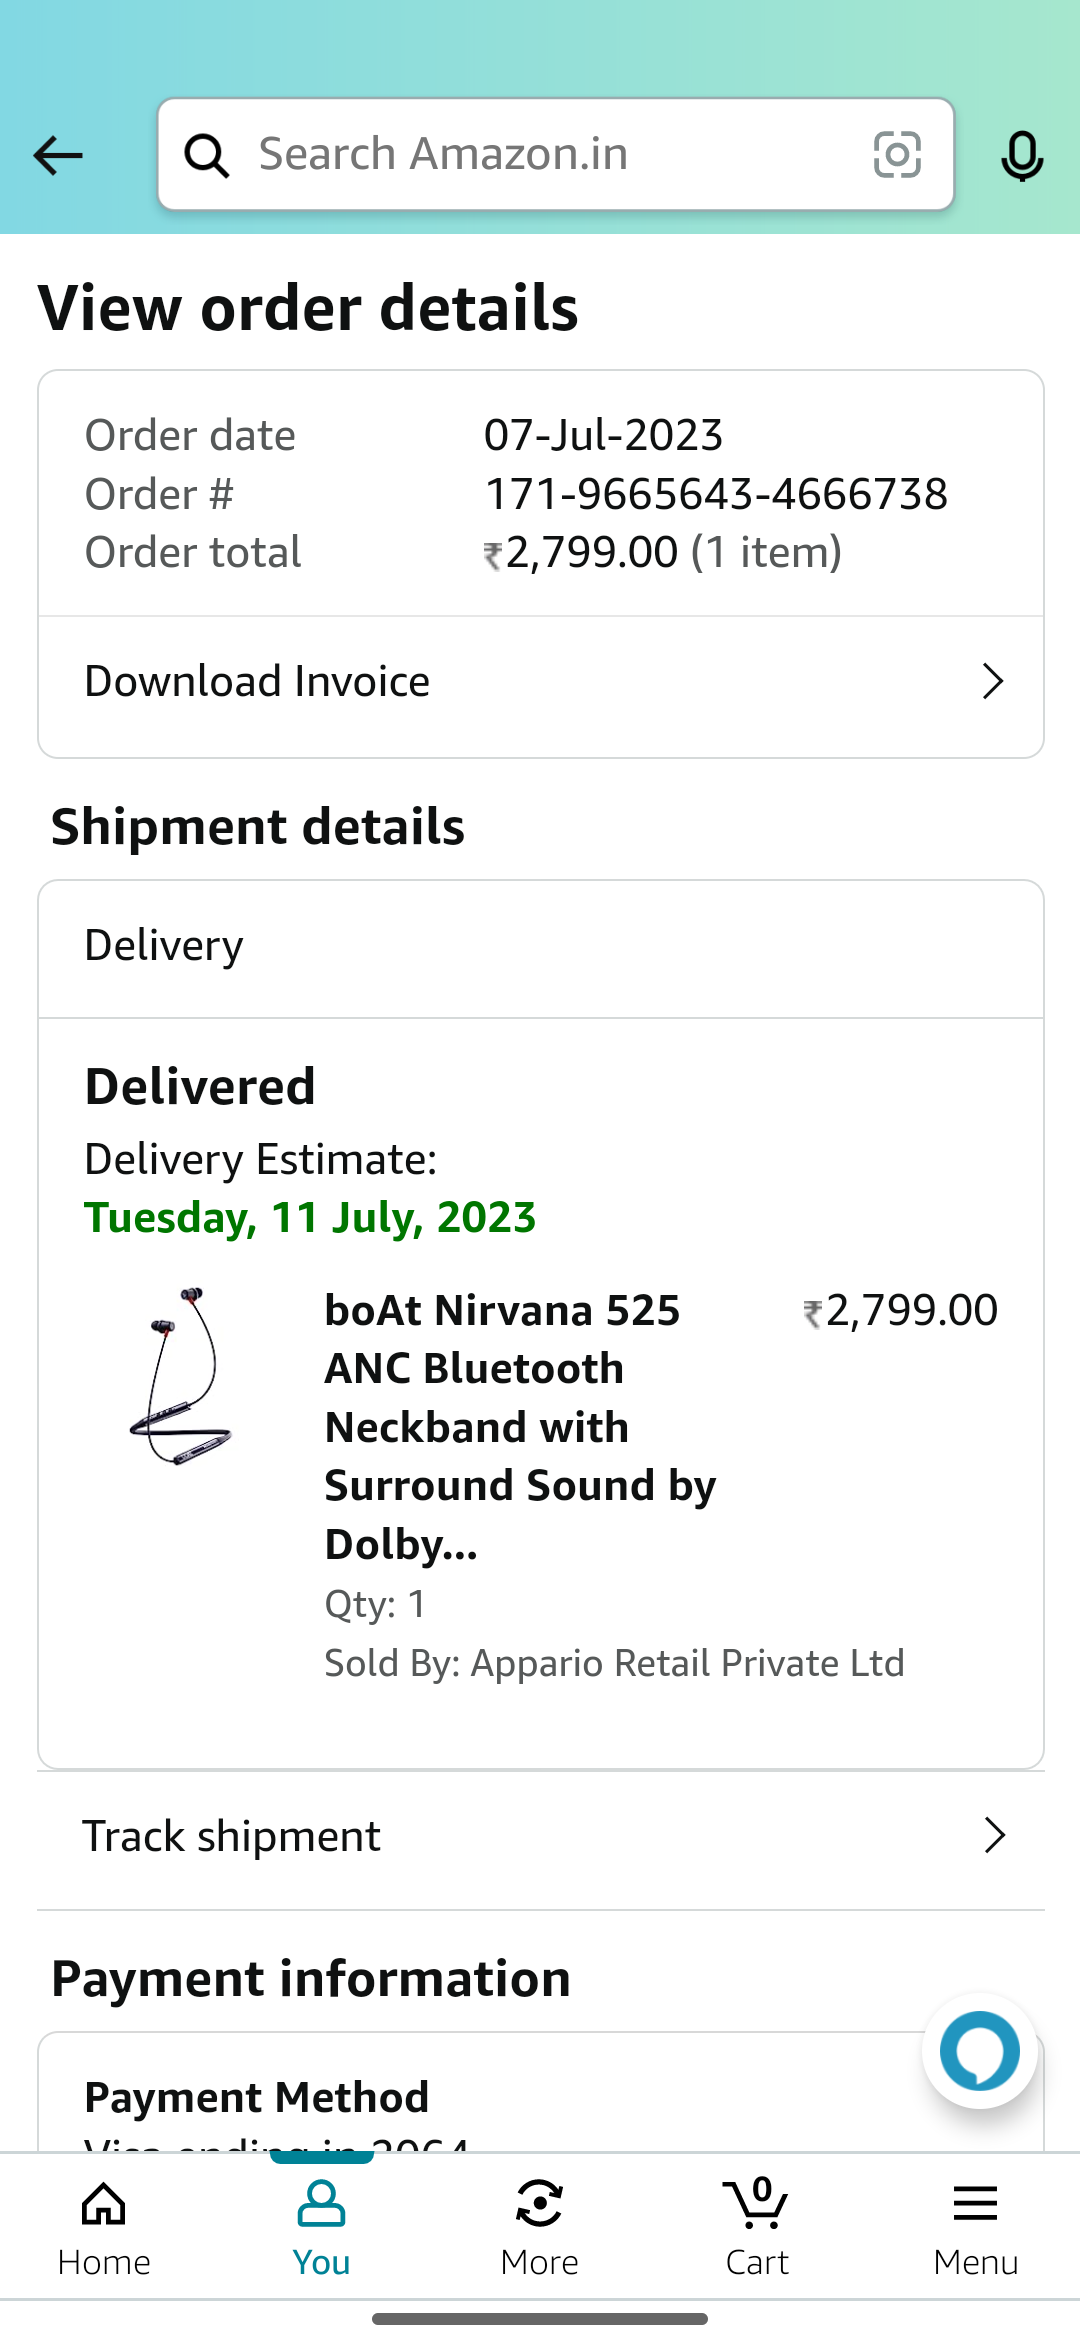 Search Amazon.in
View order details
Order date 07-Jul-2023
Order # 171-9665643-4666738
Order total ₹2,799.00 (1 item)
Download Invoice
Shipment details
Delivery
Delivered
Delivery Estimate:
Tuesday, 11 July, 2023
boAt Nirvana 525 ₹2,799.00
ANC Bluetooth
Neckband with
Surround Sound by
Dolby...
Qty: 1
Sold By: Appario Retail Private Ltd
Track shipment
Payment information
Payment Method
Visa ending in
0
Home You More Cart Menu